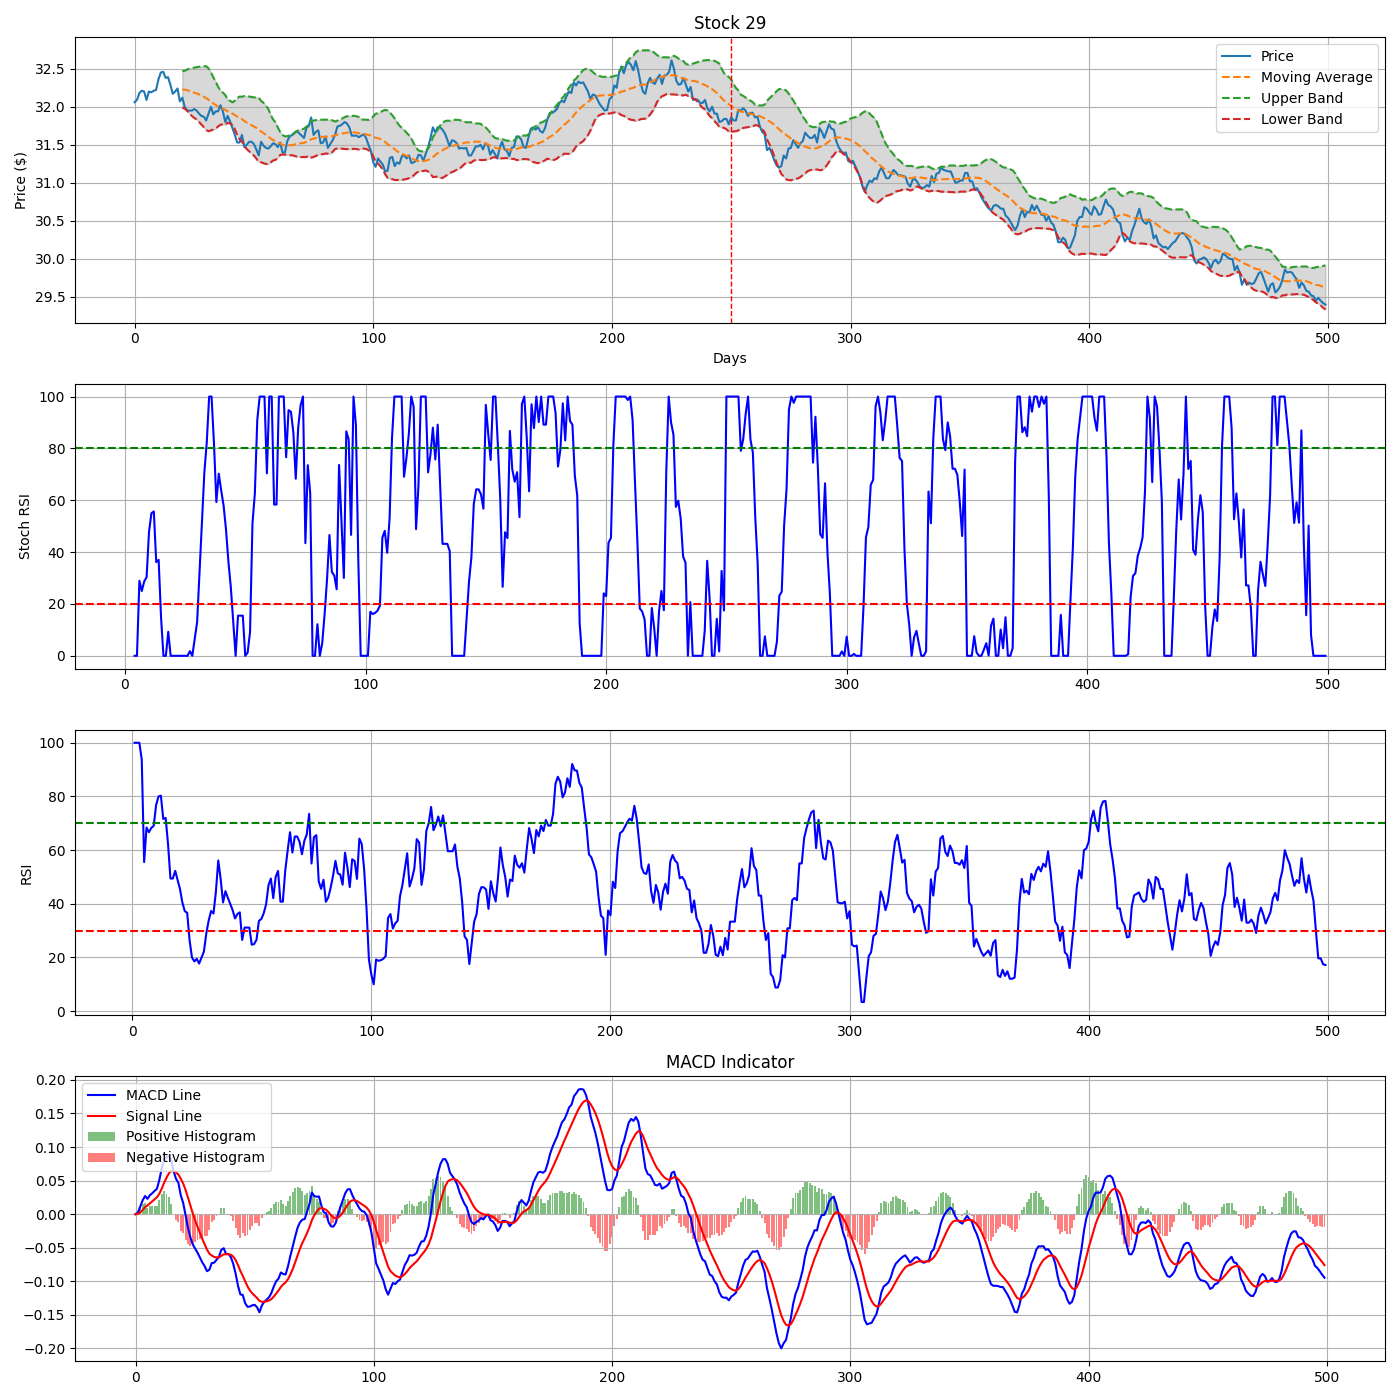 Stock 29
Price ($)
32.5
32.0
31.5
31.0
30.5
30.0
29.5
Price
Moving Average
Upper Band
Lower Band
0 100 200 300 400 500
Days
Stoch RSI
100
80
60
40
20
0
0 100 200 300 400 500
RSI
100
80
60
40
20
0
0 100 200 300 400 500
MACD Indicator
0.20
0.15
0.10
0.05
0.00
−0.05
−0.10
−0.15
−0.20
MACD Line
Signal Line
Positive Histogram
Negative Histogram
0 100 200 300 400 500